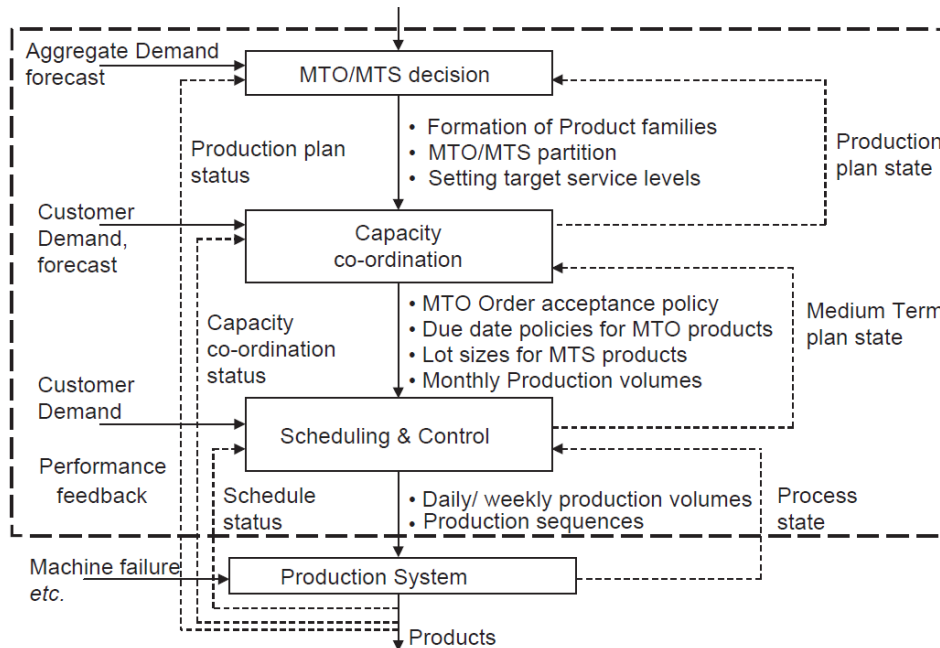 Aggregate Demand
forecast
MTO/MTS decision
• Formation of Product families
• MTO/MTS partition
• Setting target service levels
Production plan
status
Production
plan state
Customer
Demand,
forecast
Capacity
co-ordination
• MTO Order acceptance policy
• Due date policies for MTO products
• Lot sizes for MTS products
• Monthly Production volumes
Capacity
co-ordination
status
Medium Term
plan state
Customer
Demand
Scheduling & Control
Performance
feedback
Schedule
status
• Daily/ weekly production volumes
• Production sequences
Process
state
Machine failure
etc.
Production System
Products